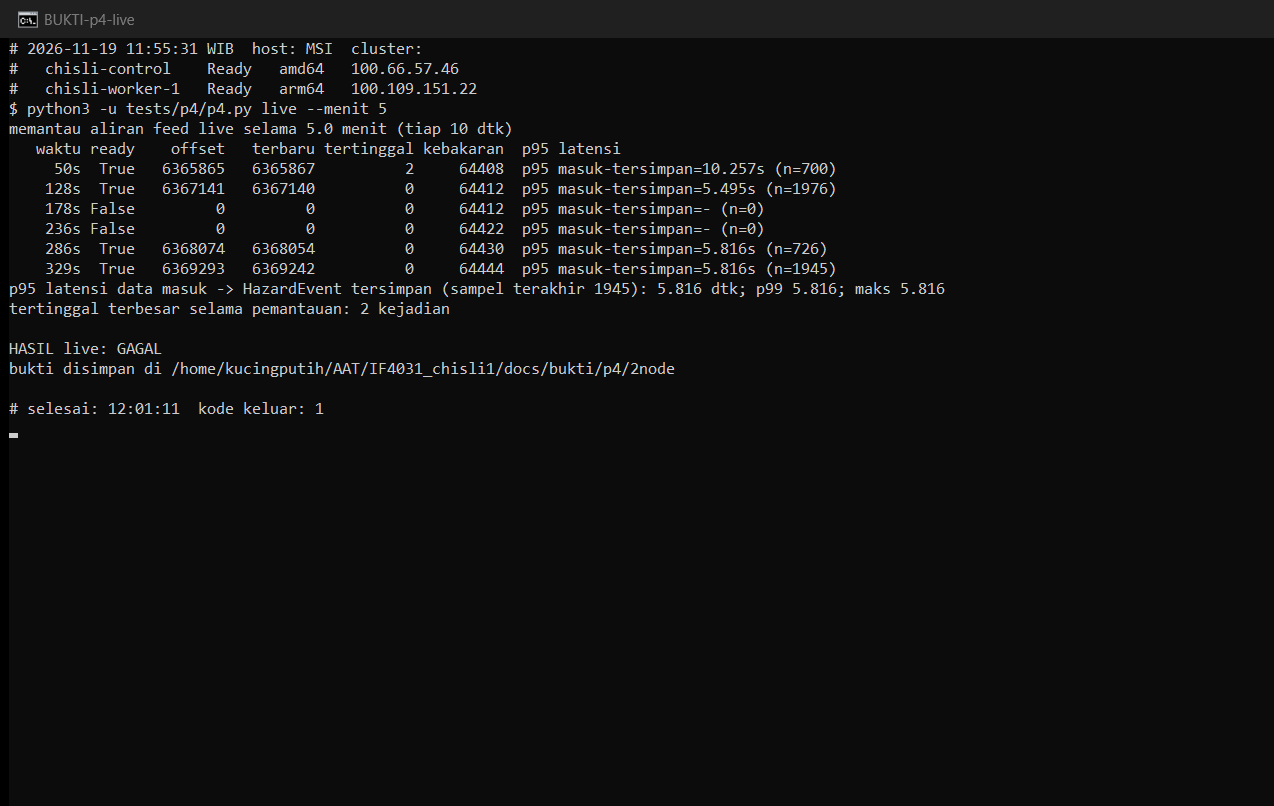 BUKTI-p4-live
# 2026-11-19 11:55:31 WIB  host: MSI  cluster:
#   chisli-control    Ready   amd64   100.66.57.46
#   chisli-worker-1   Ready   arm64   100.109.151.22
$ python3 -u tests/p4/p4.py live --menit 5
memantau aliran feed live selama 5.0 menit (tiap 10 dtk)
   waktu ready    offset   terbaru tertinggal kebakaran  p95 latensi
     50s  True   6365865   6365867          2     64408  p95 masuk-tersimpan=10.257s (n=700)
    128s  True   6367141   6367140          0     64412  p95 masuk-tersimpan=5.495s (n=1976)
    178s False         0         0          0     64412  p95 masuk-tersimpan=- (n=0)
    236s False         0         0          0     64422  p95 masuk-tersimpan=- (n=0)
    286s  True   6368074   6368054          0     64430  p95 masuk-tersimpan=5.816s (n=726)
    329s  True   6369293   6369242          0     64444  p95 masuk-tersimpan=5.816s (n=1945)
p95 latensi data masuk -> HazardEvent tersimpan (sampel terakhir 1945): 5.816 dtk; p99 5.816; maks 5.816
tertinggal terbesar selama pemantauan: 2 kejadian
HASIL live: GAGAL
bukti disimpan di /home/kucingputih/AAT/IF4031_chisli1/docs/bukti/p4/2node
# selesai: 12:01:11  kode keluar: 1